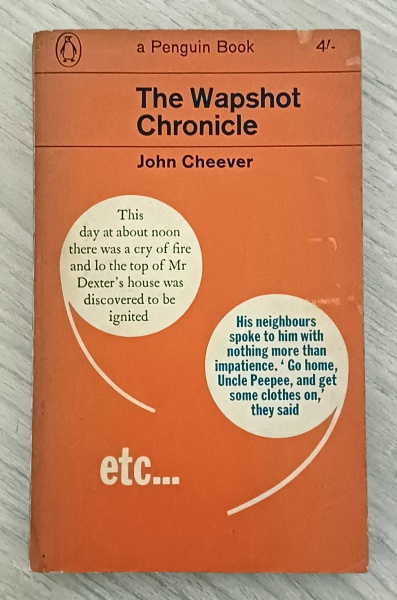 a Penguin Book 4/-
The Wapshot
Chronicle
John Cheever
This
day at about noon
there was a cry of fire
and lo the top of Mr
Dexter's house was
discovered to be
ignited
His neighbours
spoke to him with
nothing more than
impatience. ‘Go home,
Uncle Peepee, and get
some clothes on,’
they said
etc...